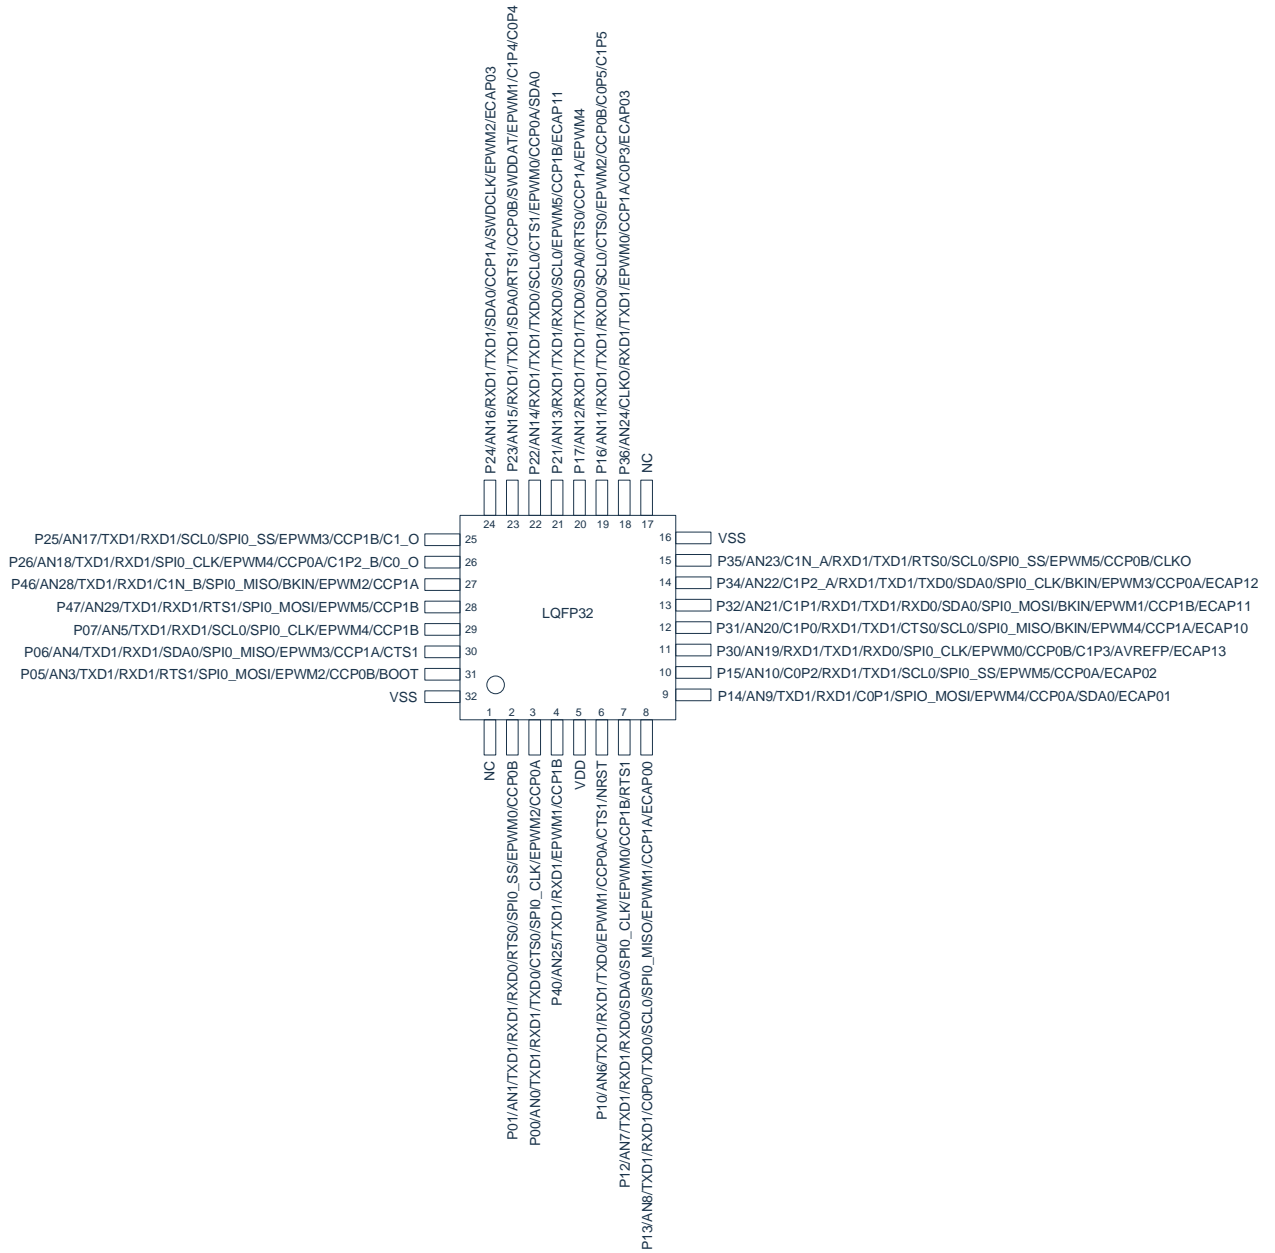 P24/AN16/RXD1/TXD1/SDA0/CCP1A/SWDCLK/EPWM2/ECAP03
P23/AN15/RXD1/TXD1/SDA0/RTS1/CCP0B/SWDDAT/EPWM1/C1P4/C0P4
P22/AN14/RXD1/TXD1/TXD0/SCL0/CTS1/EPWM0/CCP0A/SDA0
P21/AN13/RXD1/TXD1/RXD0/SCL0/EPWM5/CCP1B/ECAP11
P17/AN12/RXD1/TXD1/TXD0/SDA0/RTS0/CCP1A/EPWM4
P16/AN11/RXD1/TXD1/RXD0/SCL0/CTS0/EPWM2/CCP0B/C0P5/C1P5
P36/AN24/CLKO/RXD1/TXD1/EPWM0/CCP1A/C0P3/ECAP03
NC
24 23 22 21 20 19 18 17
P25/AN17/TXD1/RXD1/SCL0/SPI0_SS/EPWM3/CCP1B/C1_O 25
P26/AN18/TXD1/RXD1/SPI0_CLK/EPWM4/CCP0A/C1P2_B/C0_O 26
P46/AN28/TXD1/RXD1/C1N_B/SPI0_MISO/BKIN/EPWM2/CCP1A 27
P47/AN29/TXD1/RXD1/RTS1/SPI0_MOSI/EPWM5/CCP1B 28
P07/AN5/TXD1/RXD1/SCL0/SPI0_CLK/EPWM4/CCP1B 29
P06/AN4/TXD1/RXD1/SDA0/SPI0_MISO/EPWM3/CCP1A/CTS1 30
P05/AN3/TXD1/RXD1/RTS1/SPI0_MOSI/EPWM2/CCP0B/BOOT 31
VSS 32
LQFP32
16 VSS
15 P35/AN23/C1N_A/RXD1/TXD1/RTS0/SCL0/SPI0_SS/EPWM5/CCP0B/CLKO
14 P34/AN22/C1P2_A/RXD1/TXD1/TXD0/SDA0/SPI0_CLK/BKIN/EPWM3/CCP0A/ECAP12
13 P32/AN21/C1P1/RXD1/TXD1/RXD0/SDA0/SPI0_MOSI/BKIN/EPWM1/CCP1B/ECAP11
12 P31/AN20/C1P0/RXD1/TXD1/CTS0/SCL0/SPI0_MISO/BKIN/EPWM4/CCP1A/ECAP10
11 P30/AN19/RXD1/TXD1/RXD0/SPI0_CLK/EPWM0/CCP0B/C1P3/AVREFP/ECAP13
10 P15/AN10/C0P2/RXD1/TXD1/SCL0/SPI0_SS/EPWM5/CCP0A/ECAP02
9 P14/AN9/TXD1/RXD1/C0P1/SPIO_MOSI/EPWM4/CCP0A/SDA0/ECAP01
1 2 3 4 5 6 7 8
NC
P01/AN1/TXD1/RXD1/RXD0/RTS0/SPI0_SS/EPWM0/CCP0B
P00/AN0/TXD1/RXD1/TXD0/CTS0/SPI0_CLK/EPWM2/CCP0A
P40/AN25/TXD1/RXD1/EPWM1/CCP1B
VDD
P10/AN6/TXD1/RXD1/TXD0/EPWM1/CCP0A/CTS1/NRST
P12/AN7/TXD1/RXD1/RXD0/SDA0/SPI0_CLK/EPWM0/CCP1B/RTS1
P13/AN8/TXD1/RXD1/C0P0/TXD0/SCL0/SPI0_MISO/EPWM1/CCP1A/ECAP00